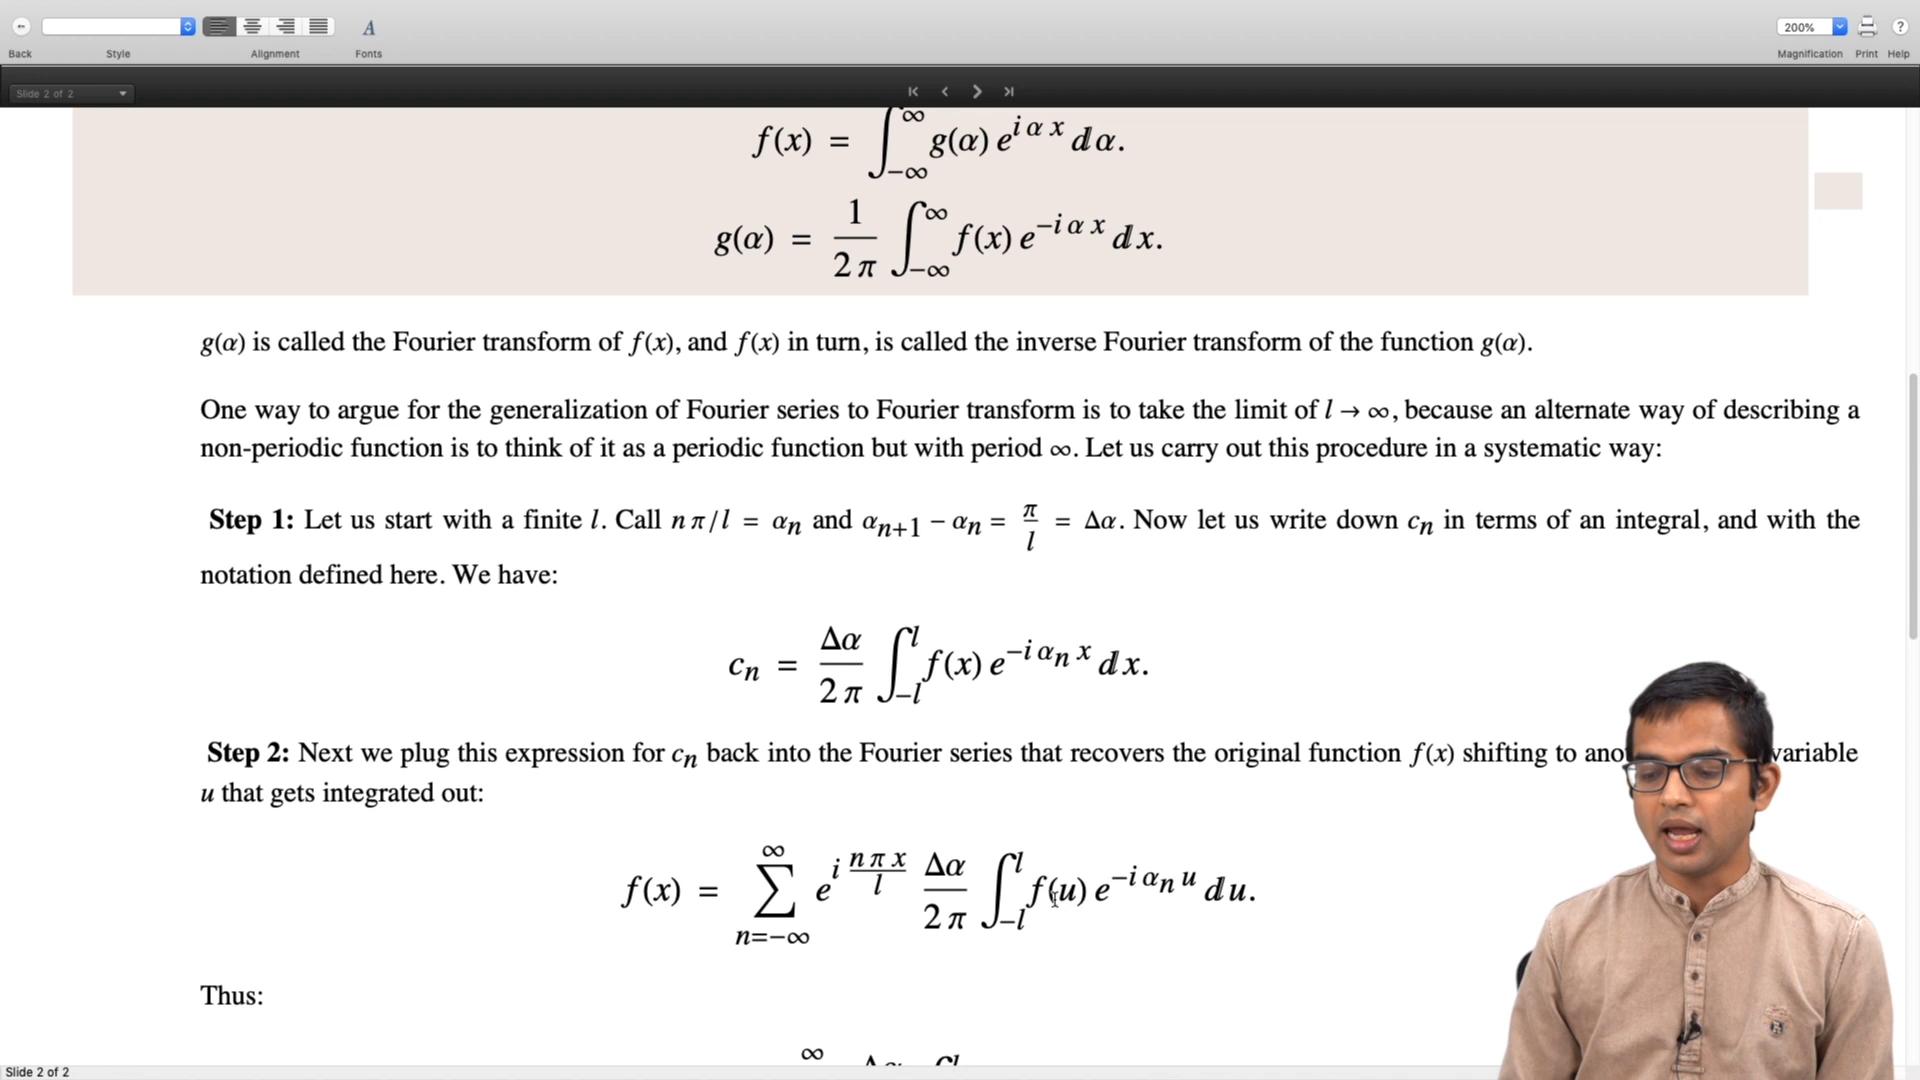 200%
Back Style Alignment Fonts Magnification Print Help
Slide 2 of 2
f(x) = ∫_{-∞}^{∞} g(α) e^{i α x} dα.
g(α) = \frac{1}{2 π} ∫_{-∞}^{∞} f(x) e^{-i α x} dx.
g(α) is called the Fourier transform of f(x), and f(x) in turn, is called the inverse Fourier transform of the function g(α).
One way to argue for the generalization of Fourier series to Fourier transform is to take the limit of l → ∞, because an alternate way of describing a
non-periodic function is to think of it as a periodic function but with period ∞. Let us carry out this procedure in a systematic way:
Step 1: Let us start with a finite l. Call n π/l = α_n and α_{n+1} − α_n = \frac{π}{l} = Δα. Now let us write down c_n in terms of an integral, and with the
notation defined here. We have:
c_n = \frac{Δα}{2 π} ∫_{-l}^{l} f(x) e^{-i α_n x} dx.
Step 2: Next we plug this expression for c_n back into the Fourier series that recovers the original function f(x) shifting to variable
u that gets integrated out:
f(x) = ∑_{n=-∞}^{∞} e^{i \frac{n π x}{l}} \frac{Δα}{2 π} ∫_{-l}^{l} f(u) e^{-i α_n u} du.
Thus:
Slide 2 of 2